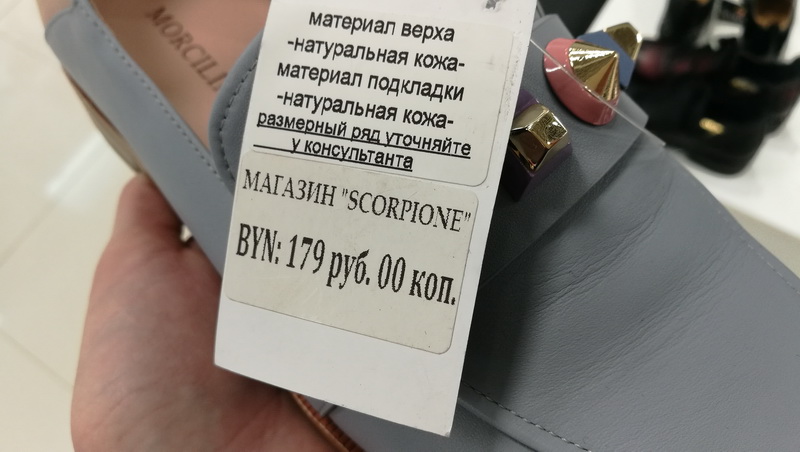 материал верха
-натуральная кожа-
материал подкладки
-натуральная кожа-
размерный ряд уточняйте
у консультанта
МАГАЗИН "SCORPIONE"
BYN: 179 руб. 00 коп.